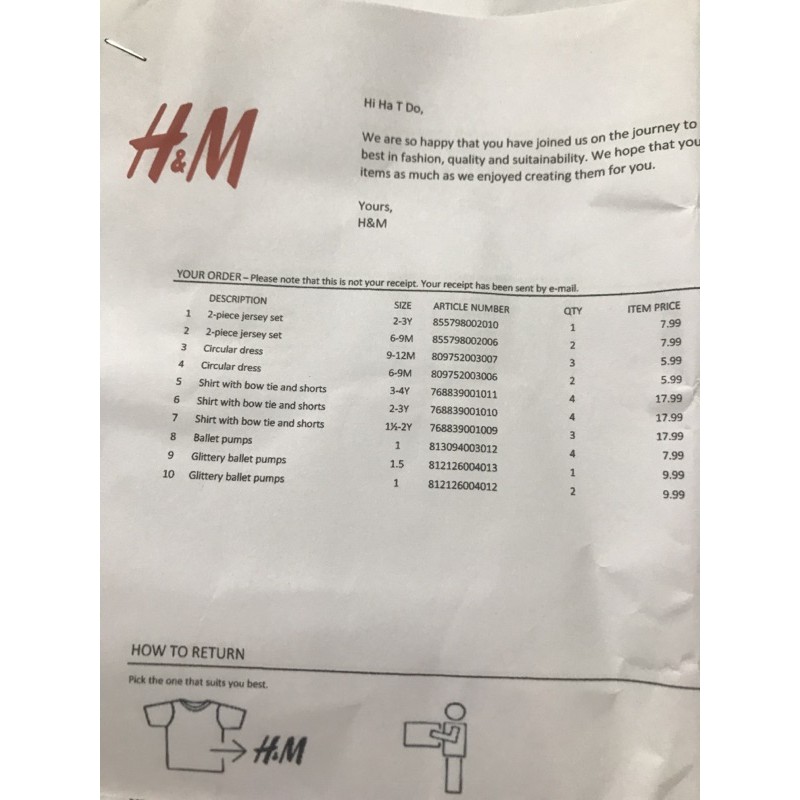 H&M
Hi Ha T Do,
We are so happy that you have joined us on the journey to
best in fashion, quality and suitainability. We hope that you
items as much as we enjoyed creating them for you.
Yours,
H&M
YOUR ORDER – Please note that this is not your receipt. Your receipt has been sent by e-mail.
DESCRIPTION SIZE ARTICLE NUMBER QTY ITEM PRICE
1 2-piece jersey set 2-3Y 855798002010 1 7.99
2 2-piece jersey set 6-9M 855798002006 2 7.99
3 Circular dress 9-12M 809752003007 3 5.99
4 Circular dress 6-9M 809752003006 2 5.99
5 Shirt with bow tie and shorts 3-4Y 768839001011 4 17.99
6 Shirt with bow tie and shorts 2-3Y 768839001010 4 17.99
7 Shirt with bow tie and shorts 1½-2Y 768839001009 3 17.99
8 Ballet pumps 1 813094003012 4 7.99
9 Glittery ballet pumps 1.5 812126004013 1 9.99
10 Glittery ballet pumps 1 812126004012 2 9.99
HOW TO RETURN
Pick the one that suits you best.
H&M